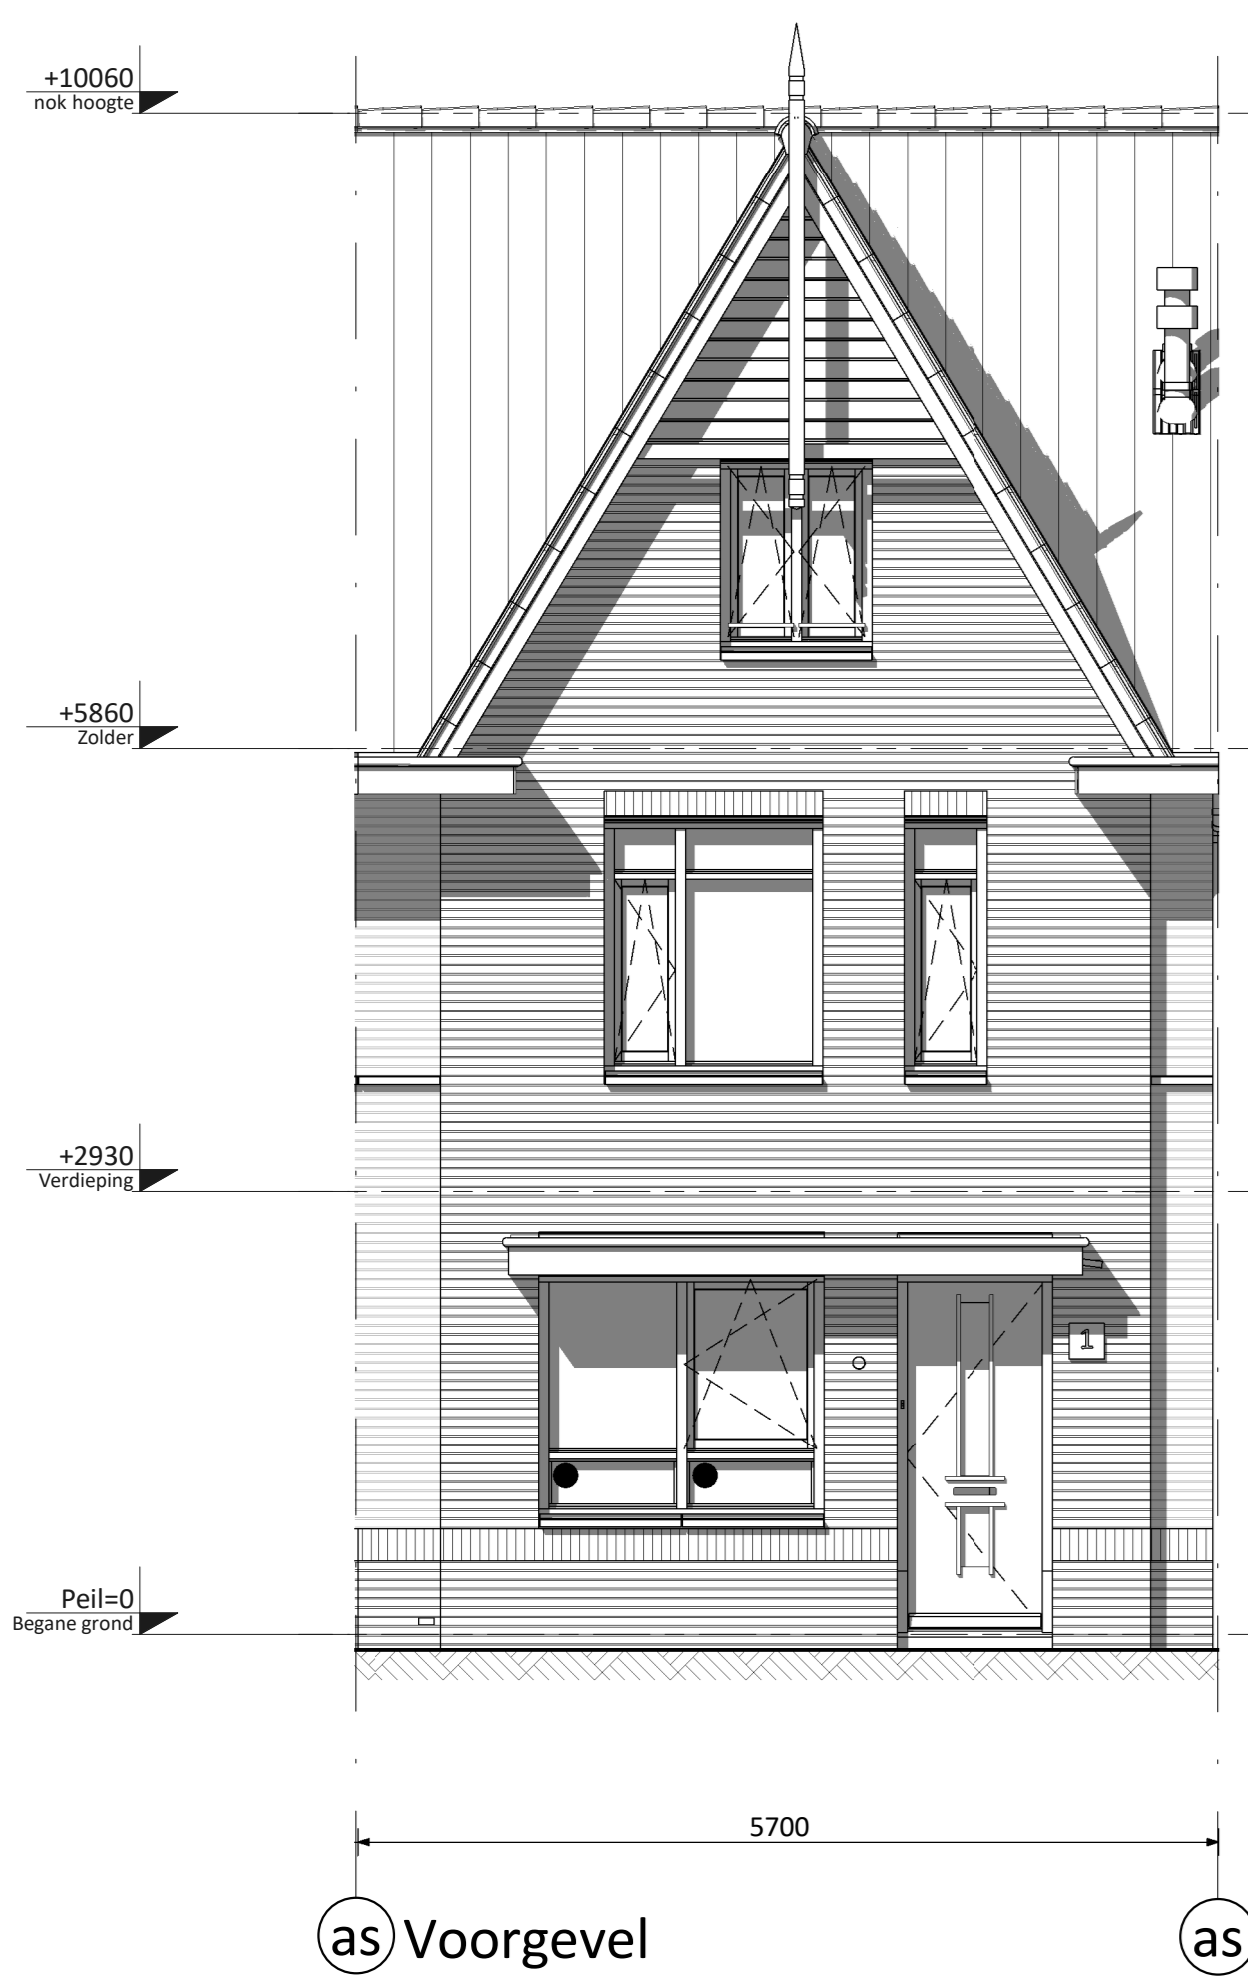 +10060
nok hoogte
+5860
Zolder
+2930
Verdieping
1
Peil=0
Begane grond
5700
as Voorgevel as